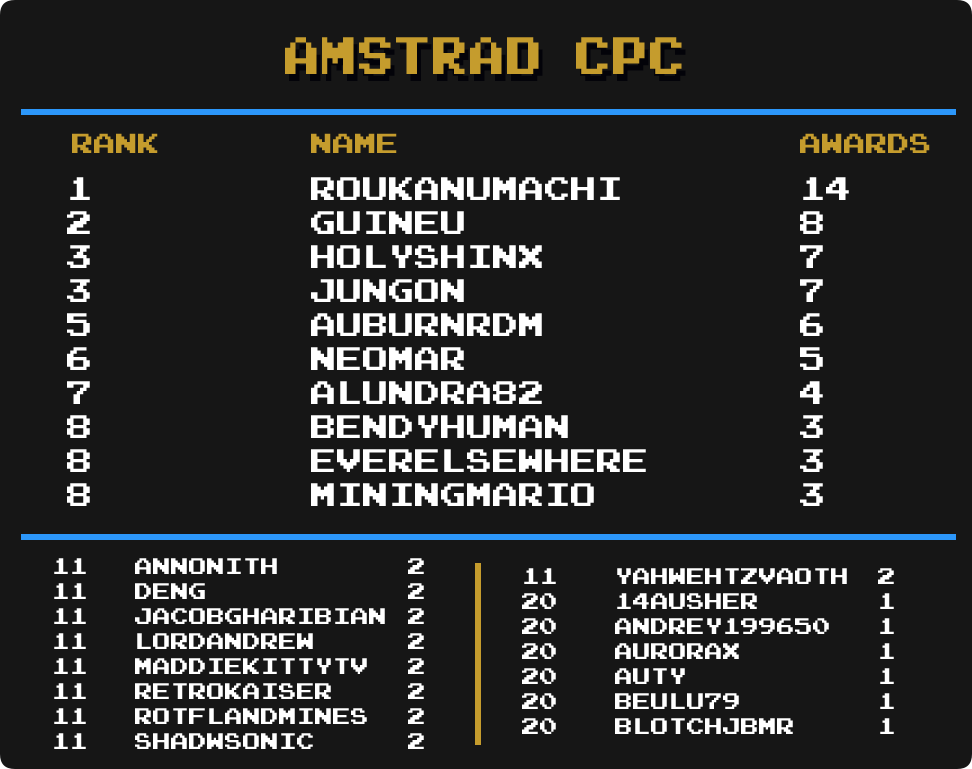 AMSTRAD CPC
RANK NAME AWARDS
1 ROUKANUMACHI 14
2 GUINEU 8
3 HOLYSHINX 7
3 JUNGON 7
5 AUBURNRDM 6
6 NEOMAR 5
7 ALUNDRA82 4
8 BENDYHUMAN 3
8 EVERELSEWHERE 3
8 MININGMARIO 3
11 ANNONITH 2
11 DENG 2
11 JACOBGHARIBIAN 2
11 LORDANDREW 2
11 MADDIEKITTYTV 2
11 RETROKAISER 2
11 ROTFLANDMINES 2
11 SHADWSONIC 2
11 YAHWEHTZVAOTH 2
20 14AUSHER 1
20 ANDREY199650 1
20 AURORAX 1
20 AUTY 1
20 BEULU79 1
20 BLOTCHJBMR 1